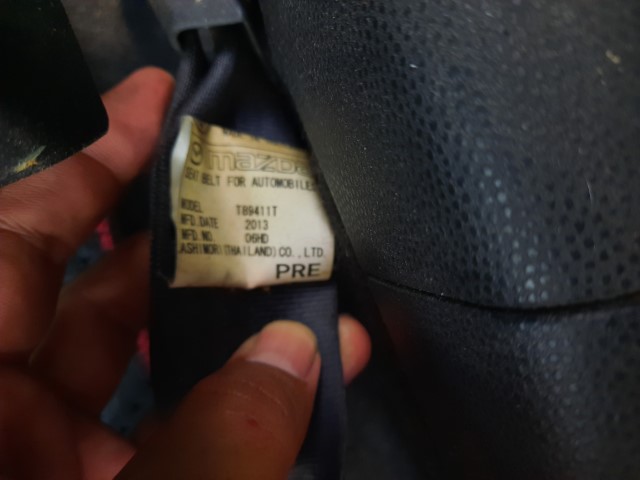 mazda
SEAT BELT FOR AUTOMOBILES
MODEL T89411T
MFD.DATE 2013
MFD.NO. 06HD
ASHIMORI(THAILAND)CO.,LTD.
PRE